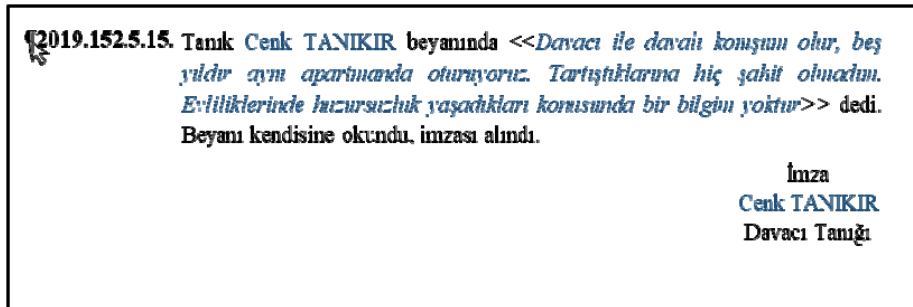 ¶2019.152.5.15. Tanık Cenk TANIKIR beyanında <<Davacı ile davalı komşum olur, beş
yıldır aynı apartmanda oturuyoruz. Tartıştıklarına hiç şahit olmadım.
Evliliklerinde huzursuzluk yaşadıkları konusunda bir bilgim yoktur>> dedi.
Beyanı kendisine okundu, imzası alındı.
İmza
Cenk TANIKIR
Davacı Tanığı